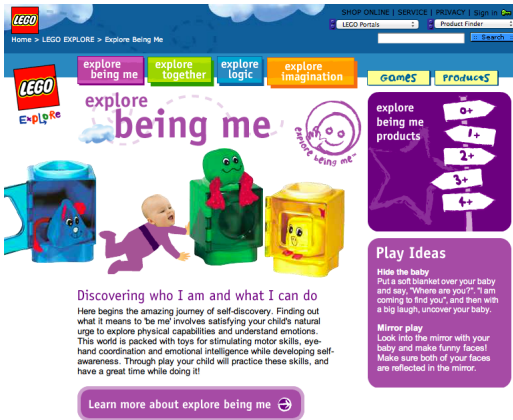 LEGO
SHOP ONLINE | SERVICE | PRIVACY | Sign in
LEGO Portals
Product Finder
Home > LEGO EXPLORE > Explore Being Me
Search
explore being me
explore together
explore logic
explore imagination
GAMES
PRODUCTS
LEGO
EXPLORE
explore
being me
explore being me™
explore
being me
products
0+
1+
2+
3+
4+
Discovering who I am and what I can do
Here begins the amazing journey of self-discovery. Finding out
what it means to 'be me' involves satisfying your child's natural
urge to explore physical capabilities and understand emotions.
This world is packed with toys for stimulating motor skills, eye-
hand coordination and emotional intelligence while developing self-
awareness. Through play your child will practice these skills, and
have a great time while doing it!
Learn more about explore being me
Play Ideas
Hide the baby
Put a soft blanket over your baby
and say, "Where are you?". "I am
coming to find you", and then with
a big laugh, uncover your baby.
Mirror play
Look into the mirror with your
baby and make funny faces!
Make sure both of your faces
are reflected in the mirror.